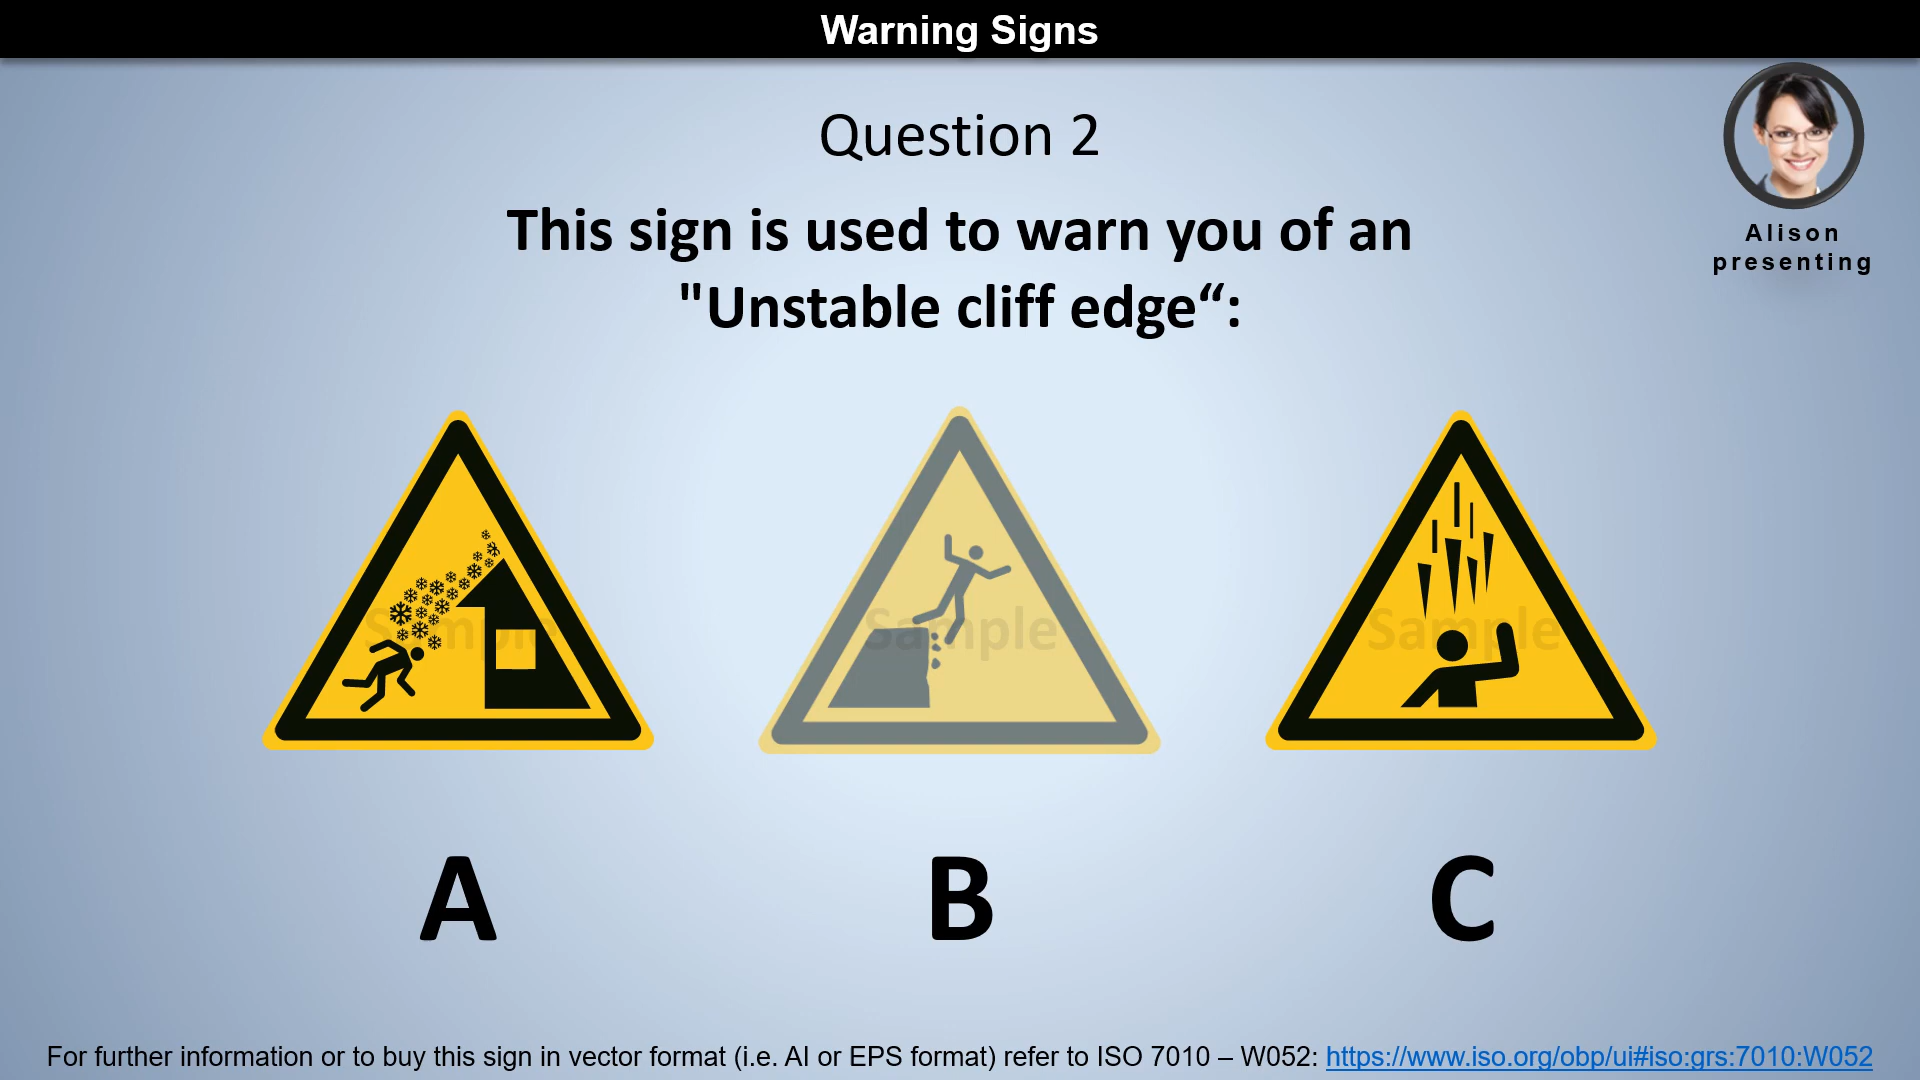 Warning Signs
Question 2
Alison
presenting
This sign is used to warn you of an
"Unstable cliff edge“:
Sample
Sample
Sample
A
B
C
For further information or to buy this sign in vector format (i.e. AI or EPS format) refer to ISO 7010 – W052: https://www.iso.org/obp/ui#iso:grs:7010:W052